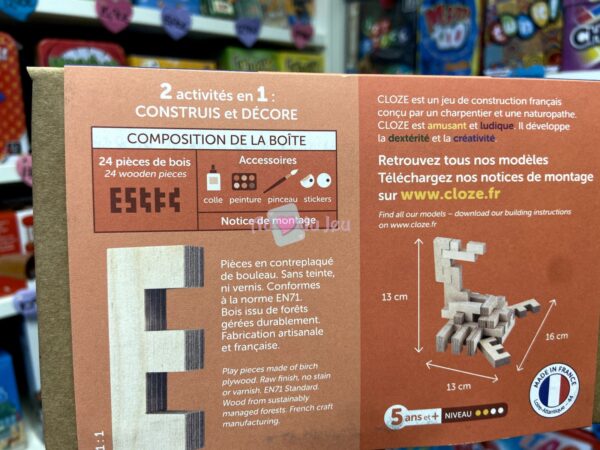 2 activités en 1 :
CONSTRUIS et DÉCORE
COMPOSITION DE LA BOÎTE
24 pièces de bois
24 wooden pieces
Accessoires
colle peinture pinceau stickers
Notice de montage
Pièces en contreplaqué
de bouleau. Sans teinte,
ni vernis. Conformes
à la norme EN71.
Bois issu de forêts
gérées durablement.
Fabrication artisanale
et française.
Play pieces made of birch
plywood. Raw finish, no stain
or varnish. EN71 Standard.
Wood from sustainably
managed forests. French craft
manufacturing.
1:1
CLOZE EST un jeu de construction français
conçu par un charpentier et une naturopathe.
CLOZE EST amusant et ludique. Il développe
la dextérité et la créativité.
Retrouvez tous nos modèles
Téléchargez nos notices de montage
sur www.cloze.fr
Find all our models – download our building instructions
on www.cloze.fr
13 cm
16 cm
13 cm
5 ans et + NIVEAU
MADE IN FRANCE
Loire-Atlantique - 44